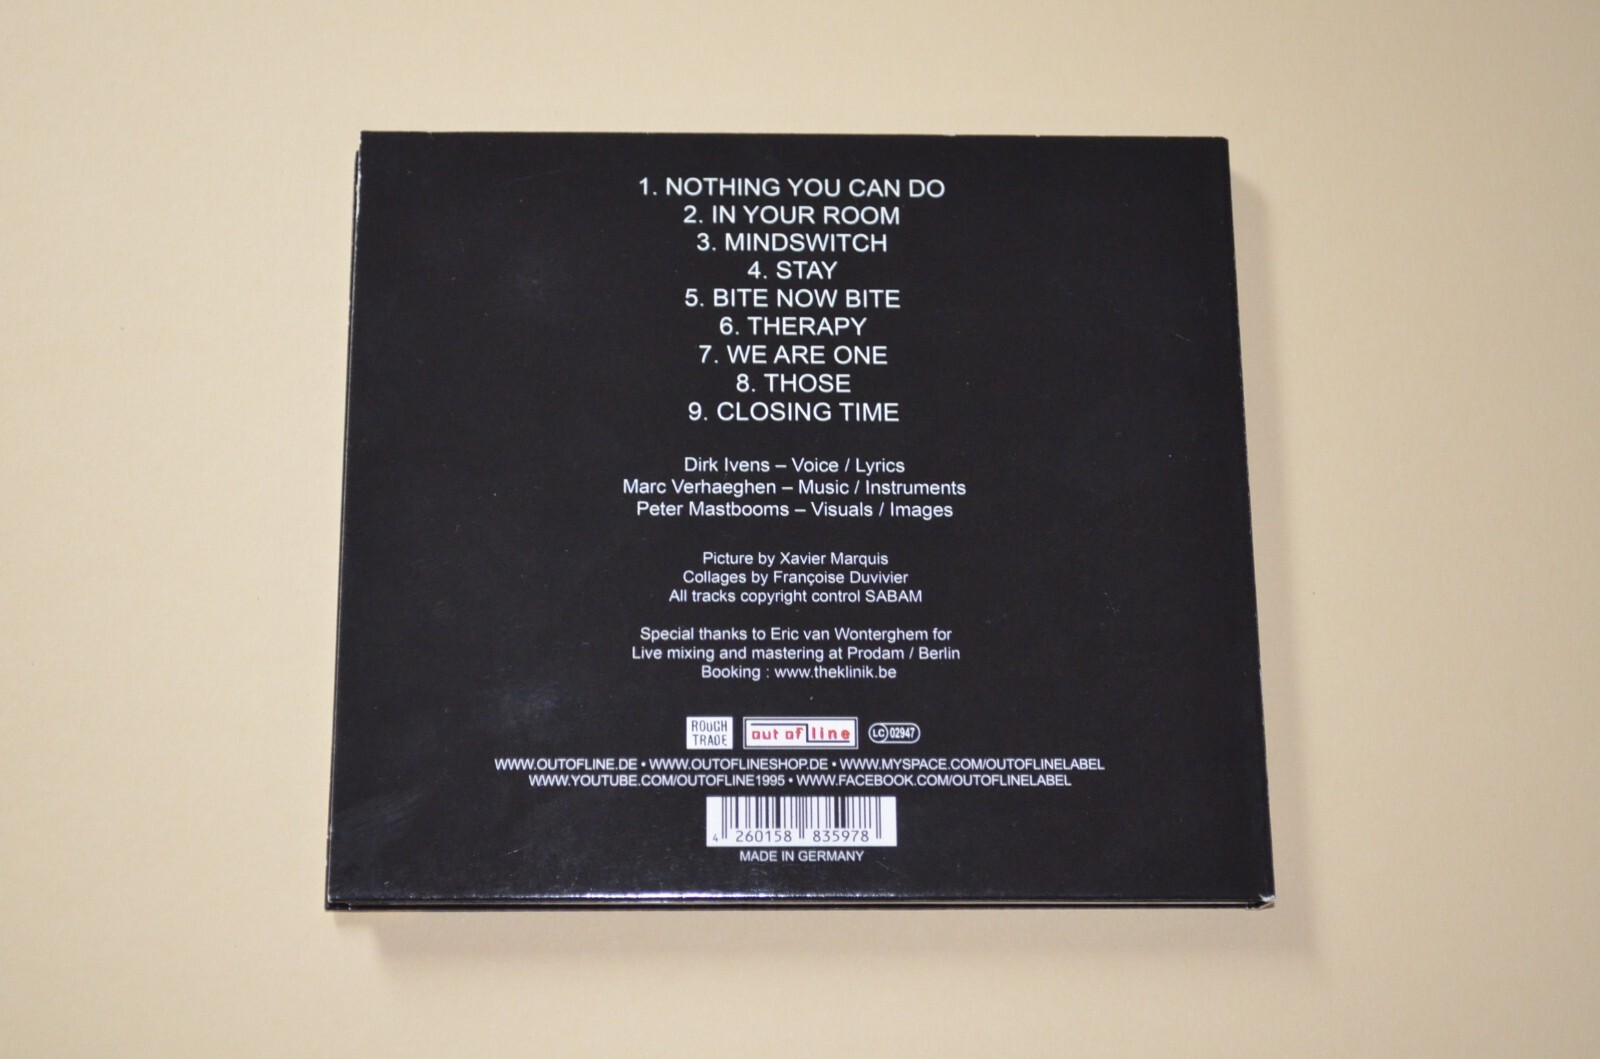 1. NOTHING YOU CAN DO
2. IN YOUR ROOM
3. MINDSWITCH
4. STAY
5. BITE NOW BITE
6. THERAPY
7. WE ARE ONE
8. THOSE
9. CLOSING TIME
Dirk Ivens – Voice / Lyrics
Marc Verhaeghen – Music / Instruments
Peter Mastbooms – Visuals / Images
Picture by Xavier Marquis
Collages by Françoise Duvivier
All tracks copyright control SABAM
Special thanks to Eric van Wonterghem for
Live mixing and mastering at Prodam / Berlin
Booking : www.theklinik.be
ROUGH TRADE
out of line
LC 02947
WWW.OUTOFLINE.DE • WWW.OUTOFLINESHOP.DE • WWW.MYSPACE.COM/OUTOFLINELABEL
WWW.YOUTUBE.COM/OUTOFLINE1995 • WWW.FACEBOOK.COM/OUTOFLINELABEL
4 260158 835978
MADE IN GERMANY